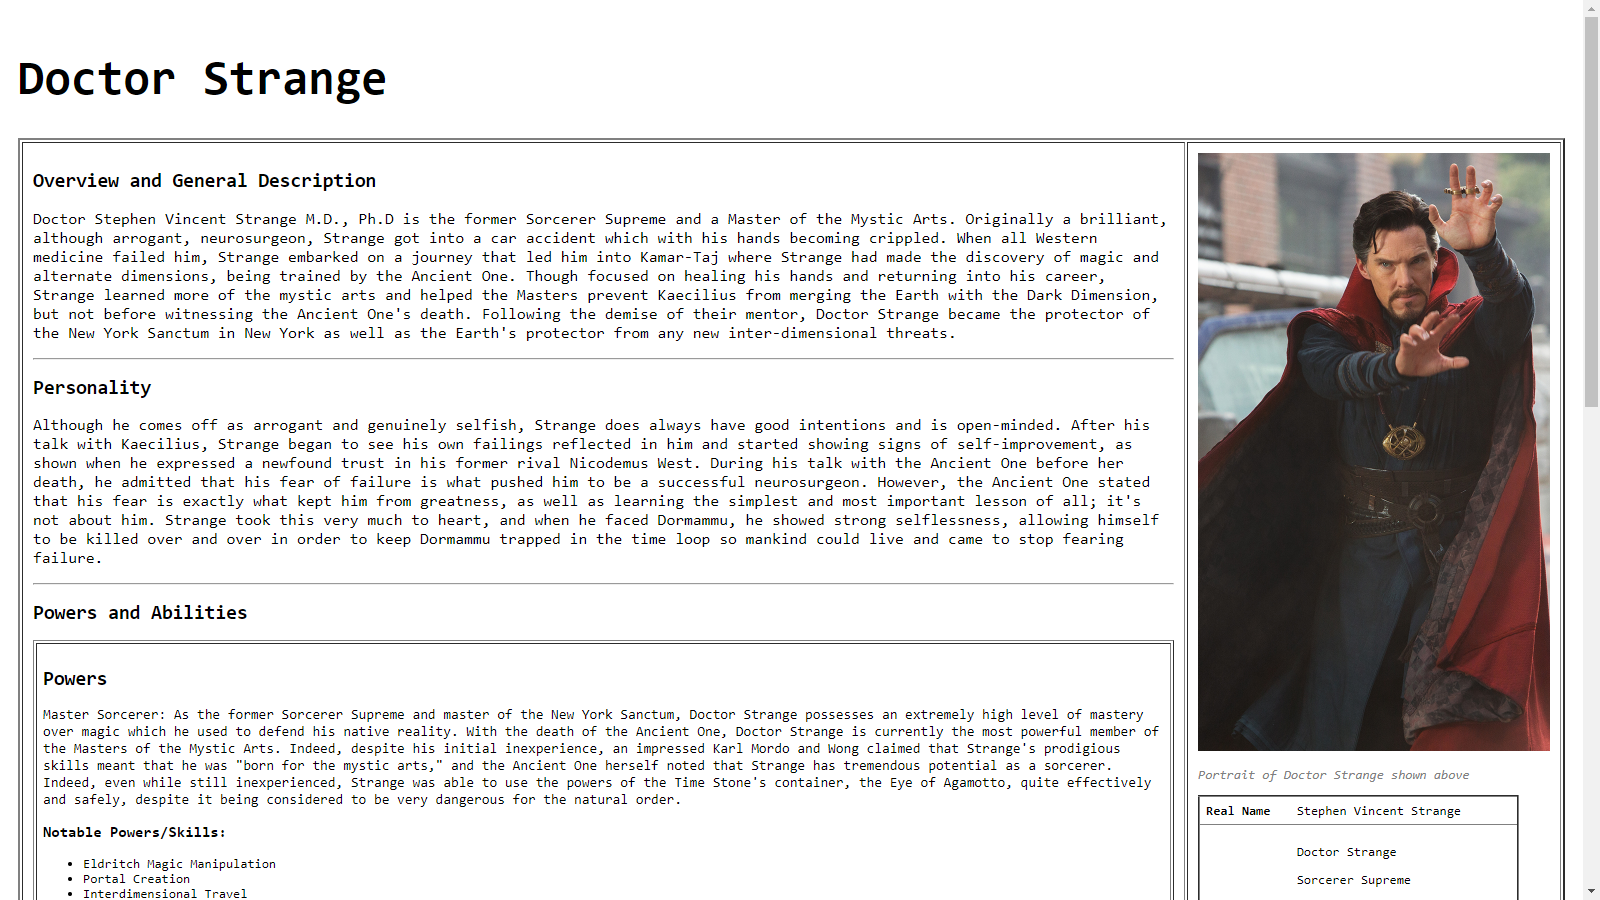 Doctor Strange
Overview and General Description
Doctor Stephen Vincent Strange M.D., Ph.D is the former Sorcerer Supreme and a Master of the Mystic Arts. Originally a brilliant,
although arrogant, neurosurgeon, Strange got into a car accident which with his hands becoming crippled. When all Western
medicine failed him, Strange embarked on a journey that led him into Kamar-Taj where Strange had made the discovery of magic and
alternate dimensions, being trained by the Ancient One. Though focused on healing his hands and returning into his career,
Strange learned more of the mystic arts and helped the Masters prevent Kaecilius from merging the Earth with the Dark Dimension,
but not before witnessing the Ancient One's death. Following the demise of their mentor, Doctor Strange became the protector of
the New York Sanctum in New York as well as the Earth's protector from any new inter-dimensional threats.
Personality
Although he comes off as arrogant and genuinely selfish, Strange does always have good intentions and is open-minded. After his
talk with Kaecilius, Strange began to see his own failings reflected in him and started showing signs of self-improvement, as
shown when he expressed a newfound trust in his former rival Nicodemus West. During his talk with the Ancient One before her
death, he admitted that his fear of failure is what pushed him to be a successful neurosurgeon. However, the Ancient One stated
that his fear is exactly what kept him from greatness, as well as learning the simplest and most important lesson of all; it's
not about him. Strange took this very much to heart, and when he faced Dormammu, he showed strong selflessness, allowing himself
to be killed over and over in order to keep Dormammu trapped in the time loop so mankind could live and came to stop fearing
failure.
Powers and Abilities
Powers
Master Sorcerer: As the former Sorcerer Supreme and master of the New York Sanctum, Doctor Strange possesses an extremely high level of mastery
over magic which he used to defend his native reality. With the death of the Ancient One, Doctor Strange is currently the most powerful member of
the Masters of the Mystic Arts. Indeed, despite his initial inexperience, an impressed Karl Mordo and Wong claimed that Strange's prodigious
skills meant that he was "born for the mystic arts," and the Ancient One herself noted that Strange has tremendous potential as a sorcerer.
Indeed, even while still inexperienced, Strange was able to use the powers of the Time Stone's container, the Eye of Agamotto, quite effectively
and safely, despite it being considered to be very dangerous for the natural order.
Notable Powers/Skills:
• Eldritch Magic Manipulation
• Portal Creation
• Interdimensional Travel
Portrait of Doctor Strange shown above
Real Name Stephen Vincent Strange
Doctor Strange
Sorcerer Supreme